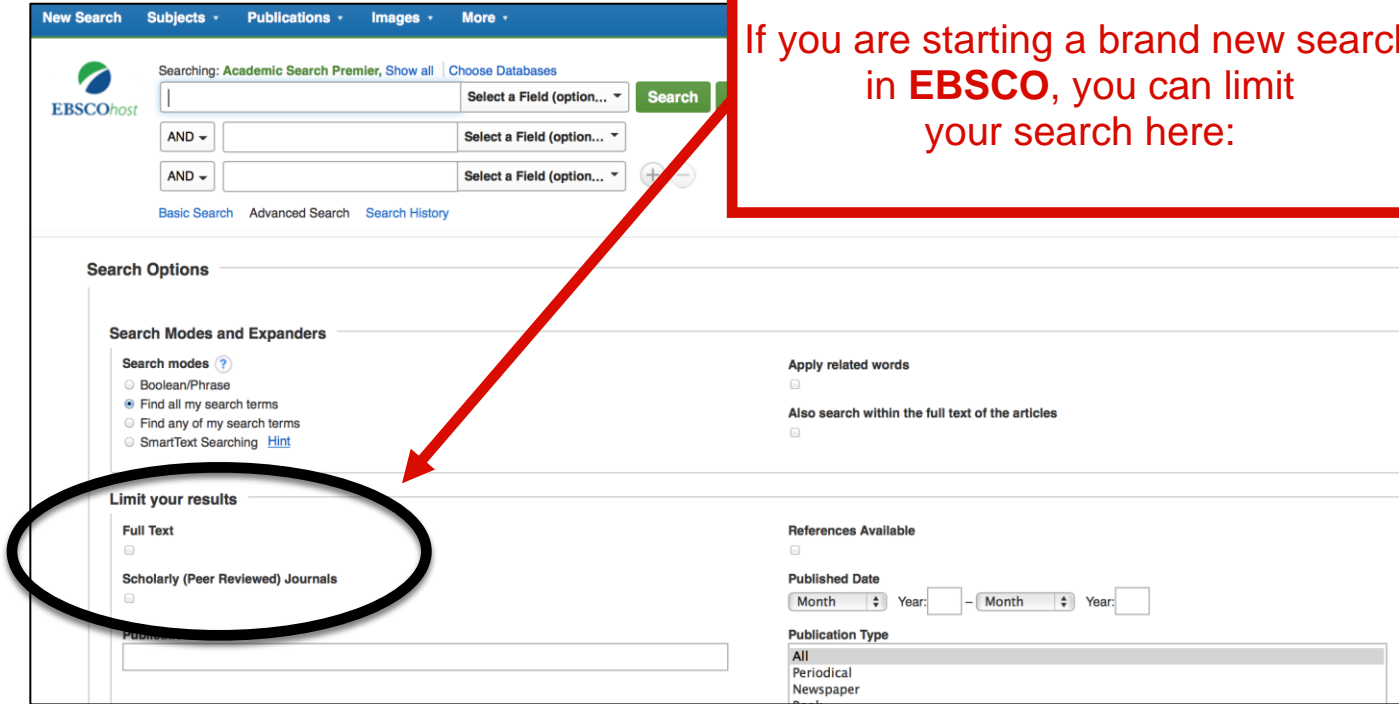 New Search Subjects Publications Images More
If you are starting a brand new search
in EBSCO, you can limit
your search here:
Searching: Academic Search Premier, Show all Choose Databases
EBSCOhost
Select a Field (option... Search
AND Select a Field (option...
AND Select a Field (option...
Basic Search Advanced Search Search History
Search Options
Search Modes and Expanders
Search modes ?
Boolean/Phrase
Find all my search terms
Find any of my search terms
SmartText Searching Hint
Apply related words
Also search within the full text of the articles
Limit your results
Full Text
Scholarly (Peer Reviewed) Journals
References Available
Published Date
Month Year: – Month Year:
Publication Type
All
Periodical
Newspaper